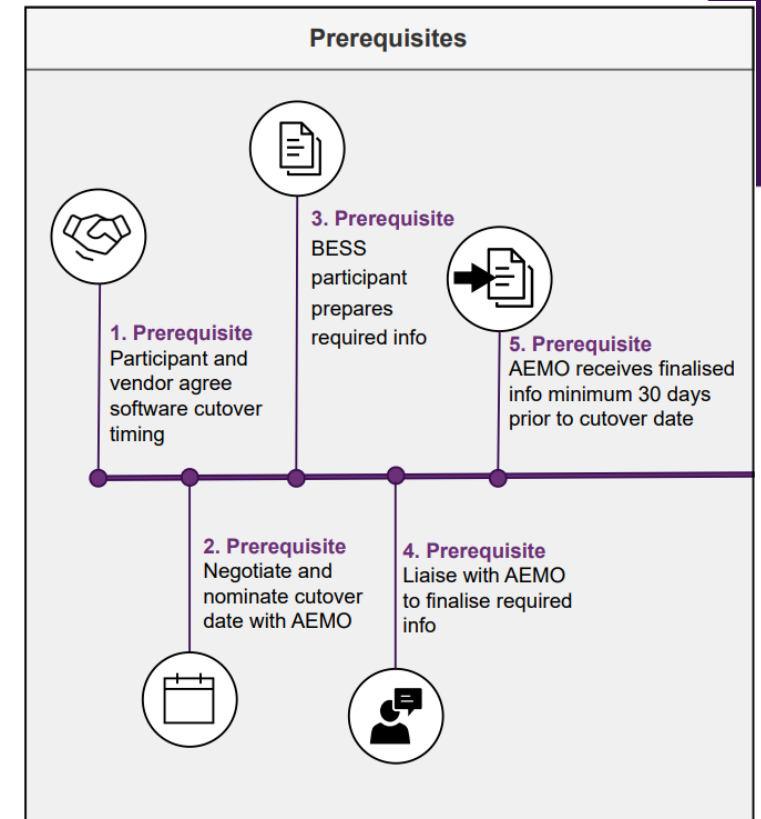 Prerequisites
1. Prerequisite
Participant and
vendor agree
software cutover
timing
2. Prerequisite
Negotiate and
nominate cutover
date with AEMO
3. Prerequisite
BESS
participant
prepares
required info
4. Prerequisite
Liaise with AEMO
to finalise required
info
5. Prerequisite
AEMO receives finalised
info minimum 30 days
prior to cutover date